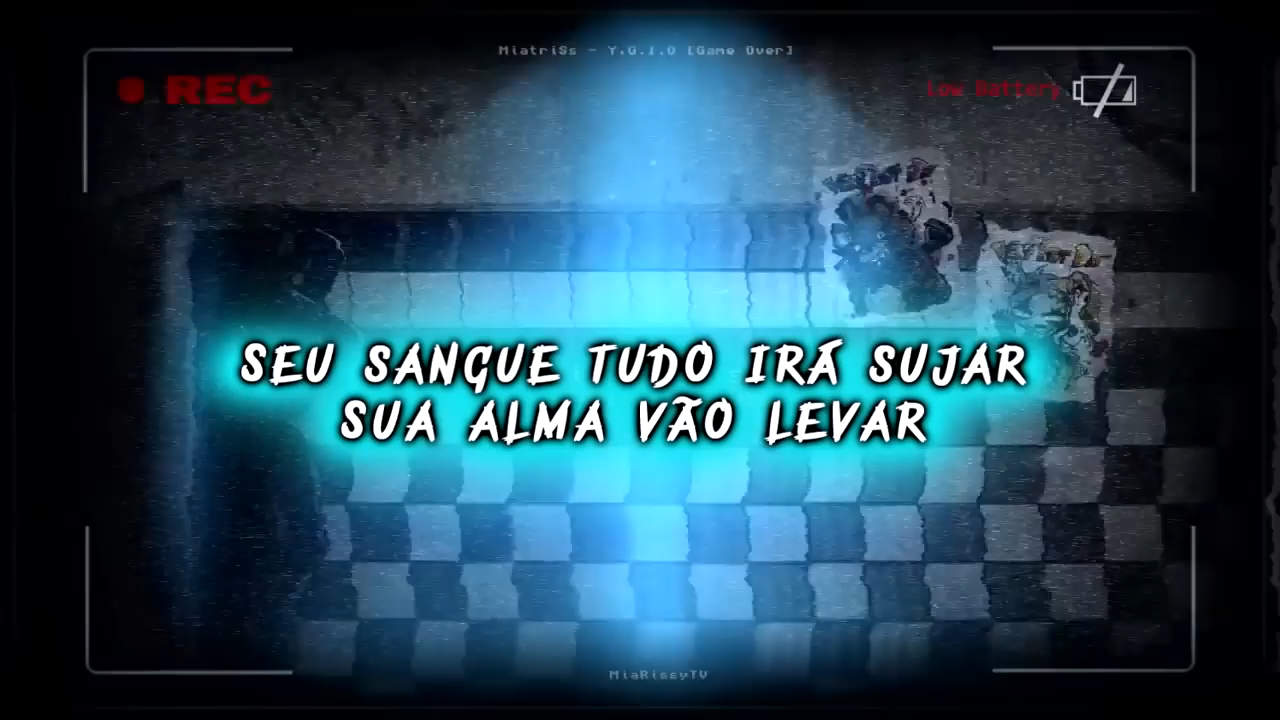 MiatriSs - Y.G.I.O [Game Over]
REC
Low Battery
SEU SANGUE TUDO IRÁ SUJAR
SUA ALMA VÃO LEVAR
MiaRissyTV